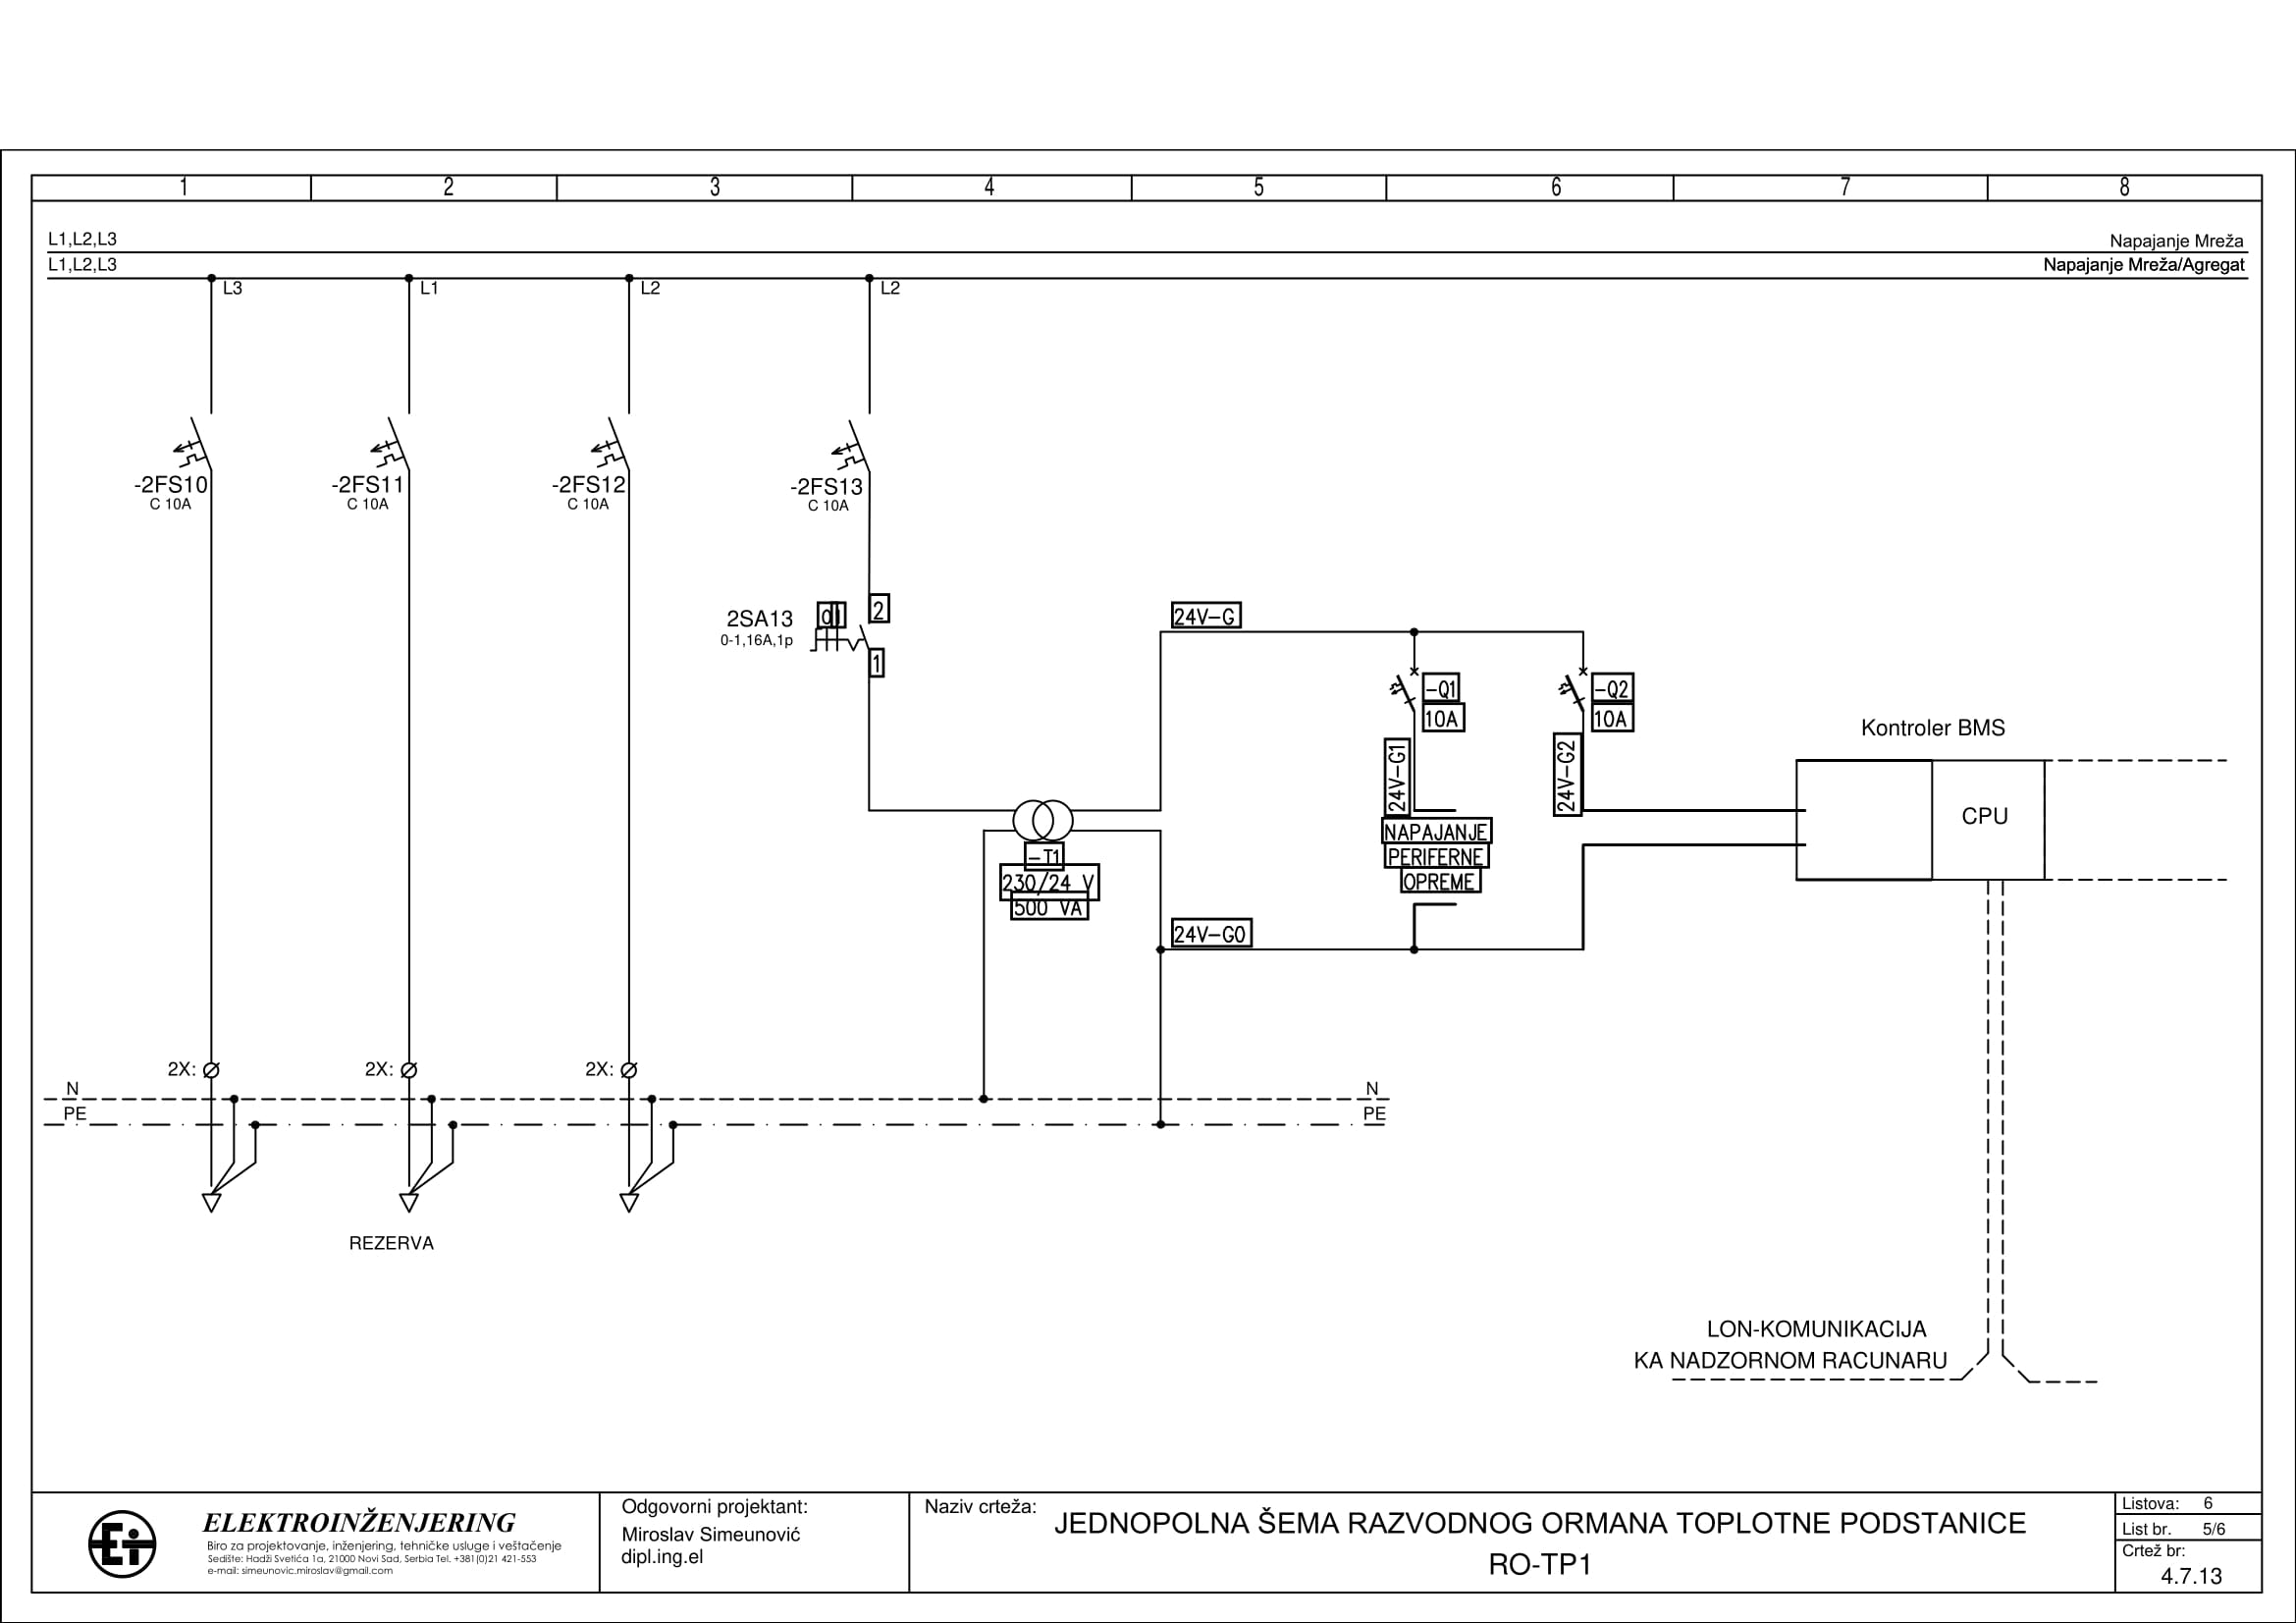 1 2 3 4 5 6 7 8
L1,L2,L3
Napajanje Mreža
L1,L2,L3
Napajanje Mreža/Agregat
L3
L1
L2
L2
-2FS10
C 10A
-2FS11
C 10A
-2FS12
C 10A
-2FS13
C 10A
2SA13
0-1,16A,1p
0 1
2
1
24V-G
-Q1
10A
-Q2
10A
24V-G1
24V-G2
NAPAJANJE
PERIFERNE
OPREME
-T1
230/24 V
500 VA
24V-G0
Kontroler BMS
CPU
2X:
2X:
2X:
N
N
PE
PE
REZERVA
LON-KOMUNIKACIJA
KA NADZORNOM RACUNARU
Ei
ELEKTROINŽENJERING
Biro za projektovanje, inženjering, tehničke usluge i veštačenje
Sedište: Hadži Svetića 1a, 21000 Novi Sad, Serbia Tel. +381(0)21 421-553
e-mail: simeunovic.miroslav@gmail.com
Odgovorni projektant:
Miroslav Simeunović
dipl.ing.el
Naziv crteža:
JEDNOPOLNA ŠEMA RAZVODNOG ORMANA TOPLOTNE PODSTANICE
RO-TP1
Listova: 6
List br. 5/6
Crtež br:
4.7.13